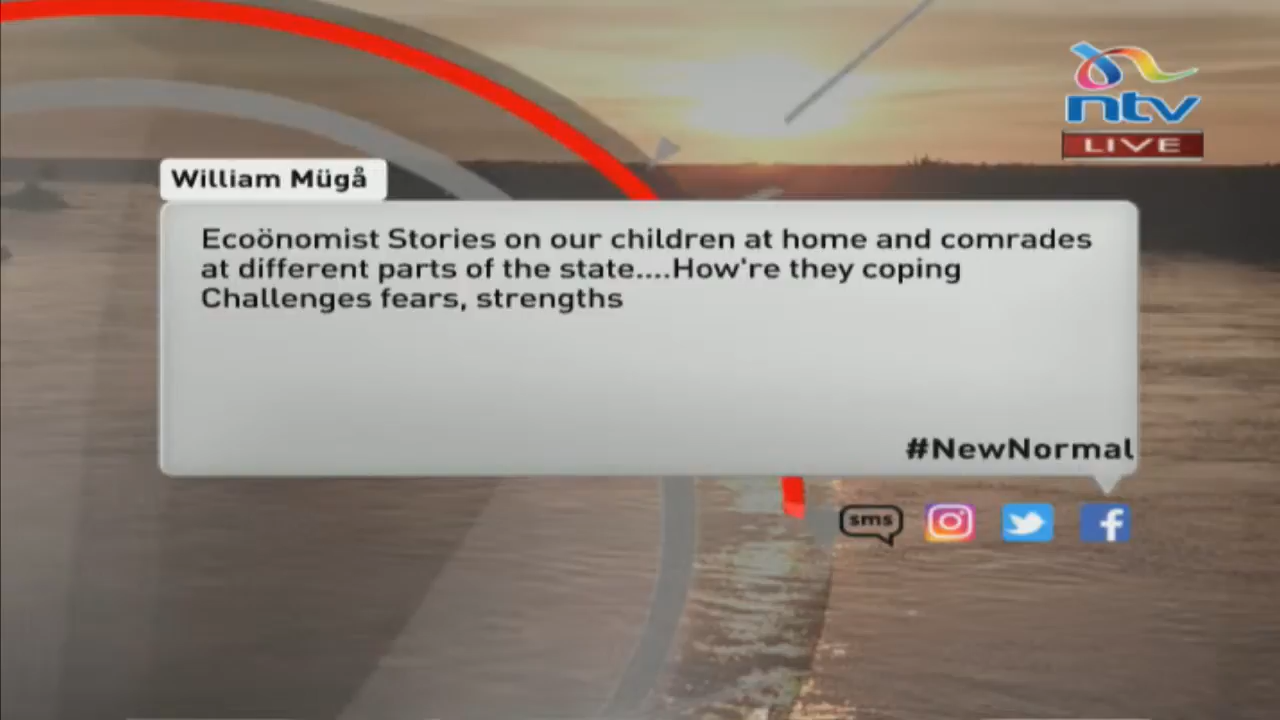 ntv
LIVE
William Mügå
Ecoönomist Stories on our children at home and comrades
at different parts of the state....How're they coping
Challenges fears, strengths
#NewNormal
sms